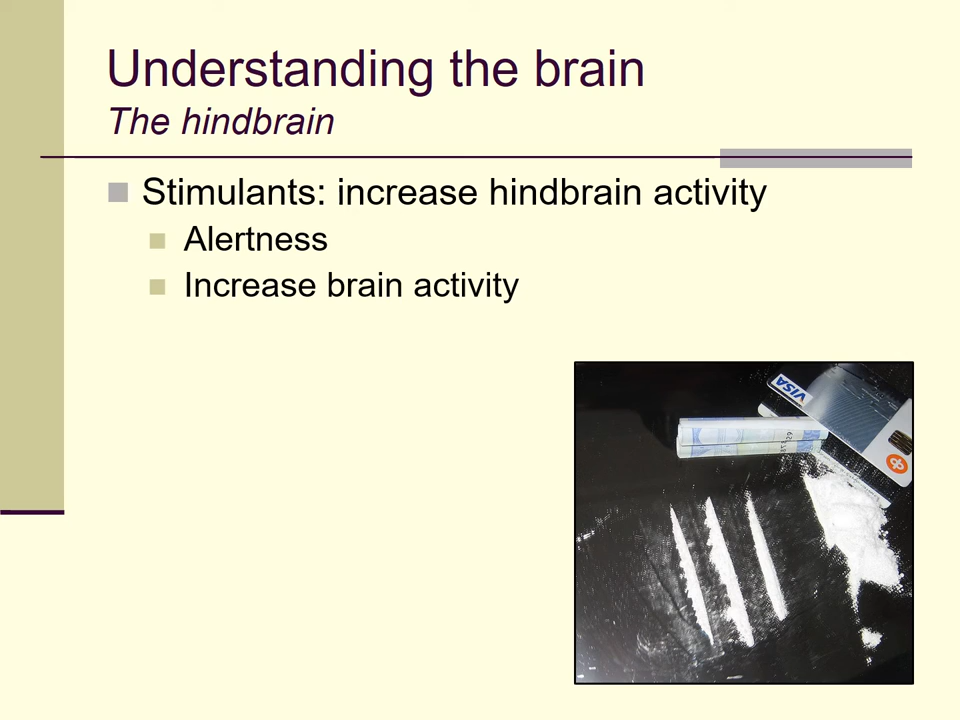 Understanding the brain
The hindbrain
Stimulants: increase hindbrain activity
Alertness
Increase brain activity
VISA